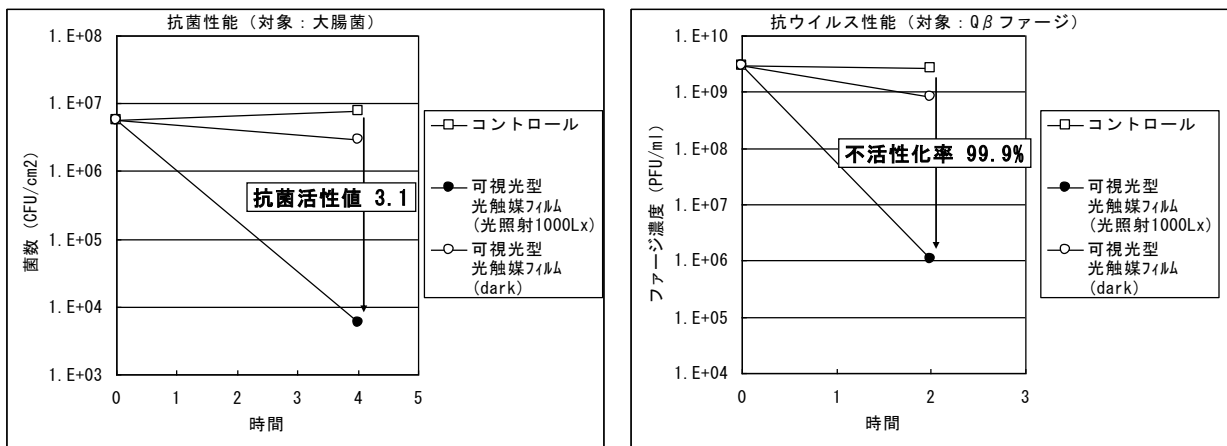 抗菌性能（対象：大腸菌）
1.E+08
1.E+07
1.E+06
1.E+05
1.E+04
1.E+03
菌数 (CFU/cm2)
0 1 2 3 4 5
時間
抗菌活性値 3.1
コントロール
可視光型
光触媒フィルム
(光照射1000Lx)
可視光型
光触媒フィルム
(dark)
抗ウイルス性能（対象：Qβファージ）
1.E+10
1.E+09
1.E+08
1.E+07
1.E+06
1.E+05
1.E+04
ファージ濃度 (PFU/ml)
0 1 2 3
時間
不活性化率 99.9%
コントロール
可視光型
光触媒フィルム
(光照射1000Lx)
可視光型
光触媒フィルム
(dark)